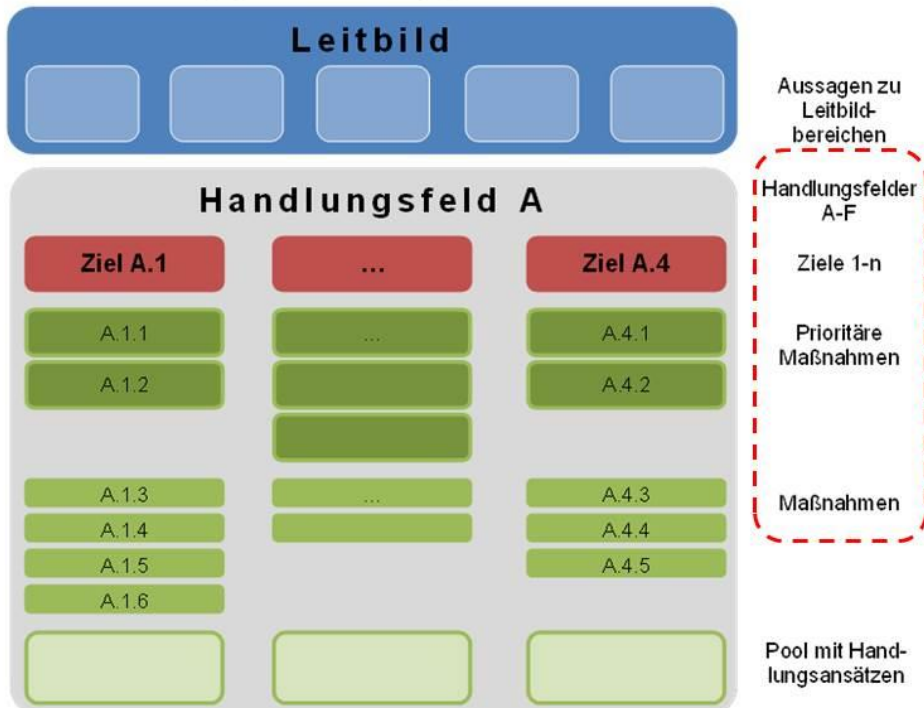 Leitbild
Aussagen zu
Leitbild-
bereichen
Handlungsfeld A
Handlungsfelder
A-F
Ziel A.1
...
Ziel A.4
Ziele 1-n
A.1.1
...
A.4.1
Prioritäre
Maßnahmen
A.1.2
A.4.2
A.1.3
...
A.4.3
Maßnahmen
A.1.4
A.4.4
A.1.5
A.4.5
A.1.6
Pool mit Hand-
lungsansätzen